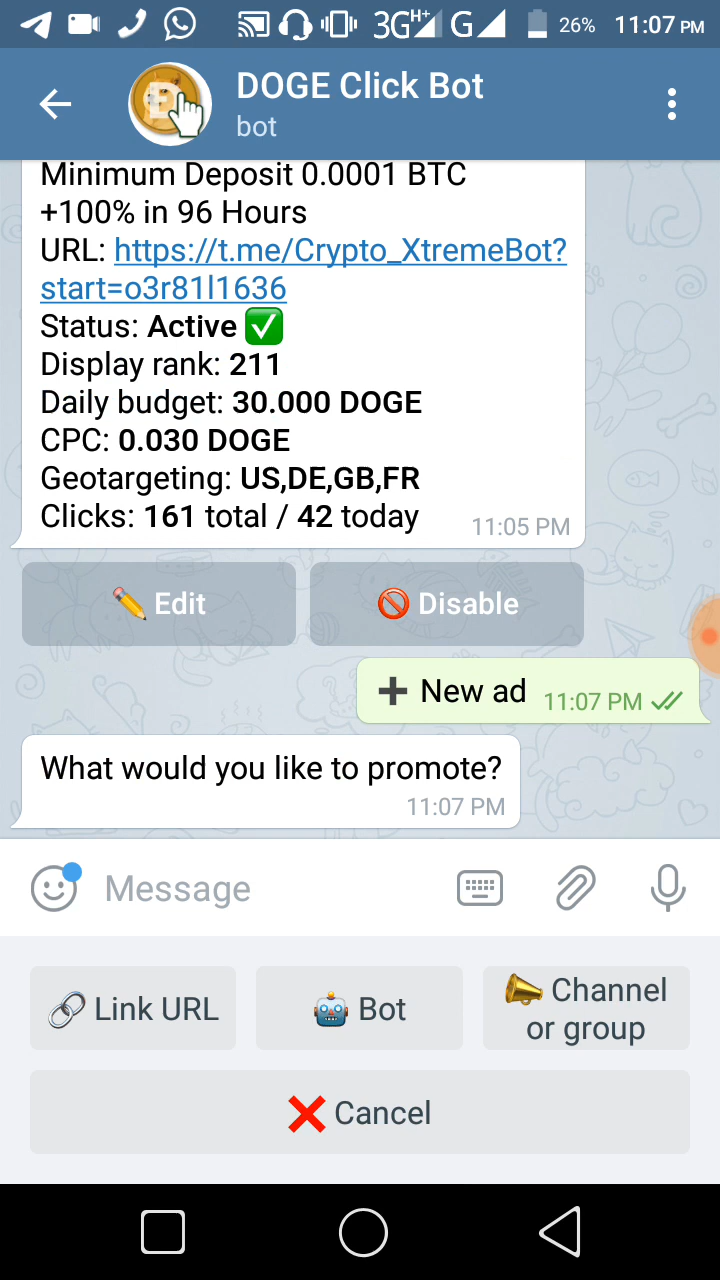 3G H+ G 26% 11:07 PM
DOGE Click Bot
bot
Minimum Deposit 0.0001 BTC
+100% in 96 Hours
URL: https://t.me/Crypto_XtremeBot?
start=o3r81l1636
Status: Active ✅
Display rank: 211
Daily budget: 30.000 DOGE
CPC: 0.030 DOGE
Geotargeting: US,DE,GB,FR
Clicks: 161 total / 42 today 11:05 PM
✏️ Edit 🚫 Disable
➕ New ad 11:07 PM
What would you like to promote?
11:07 PM
Message
🔗 Link URL 🤖 Bot 📣 Channel
or group
❌ Cancel